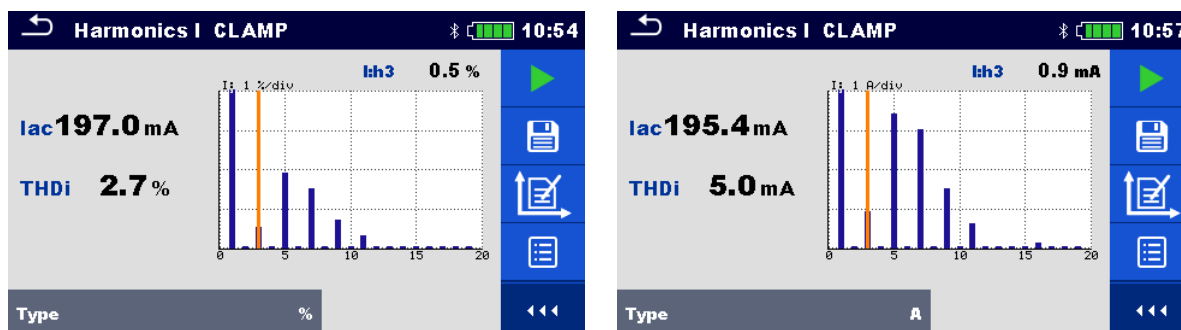 Harmonics I CLAMP 10:54
I:h3 0.5 %
I: 1 %/div
Iac 197.0 mA
THDi 2.7 %
0 5 10 15 20
Type %
Harmonics I CLAMP 10:57
I:h3 0.9 mA
I: 1 A/div
Iac 195.4 mA
THDi 5.0 mA
0 5 10 15 20
Type A